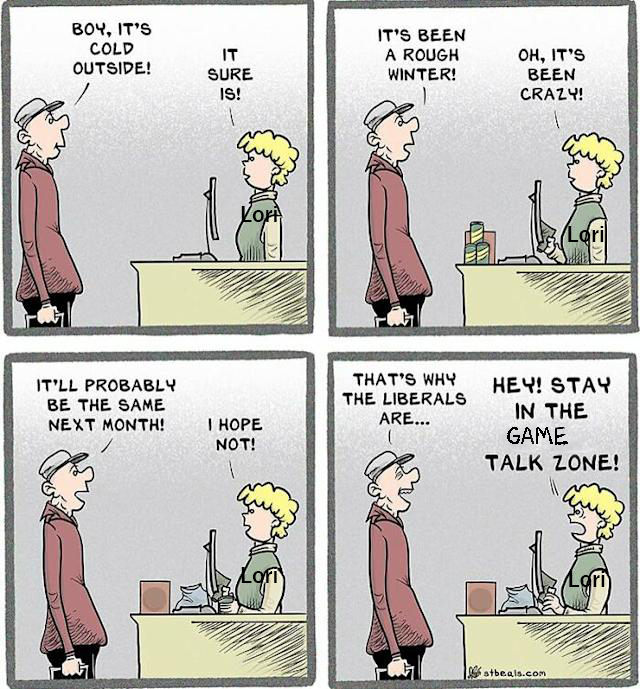 BOY, IT'S
COLD
OUTSIDE!
IT
SURE
IS!
Lori
IT'S BEEN
A ROUGH
WINTER!
OH, IT'S
BEEN
CRAZY!
Lori
IT'LL PROBABLY
BE THE SAME
NEXT MONTH!
I HOPE
NOT!
Lori
THAT'S WHY
THE LIBERALS
ARE...
HEY! STAY
IN THE
GAME
TALK ZONE!
Lori
stbeals.com